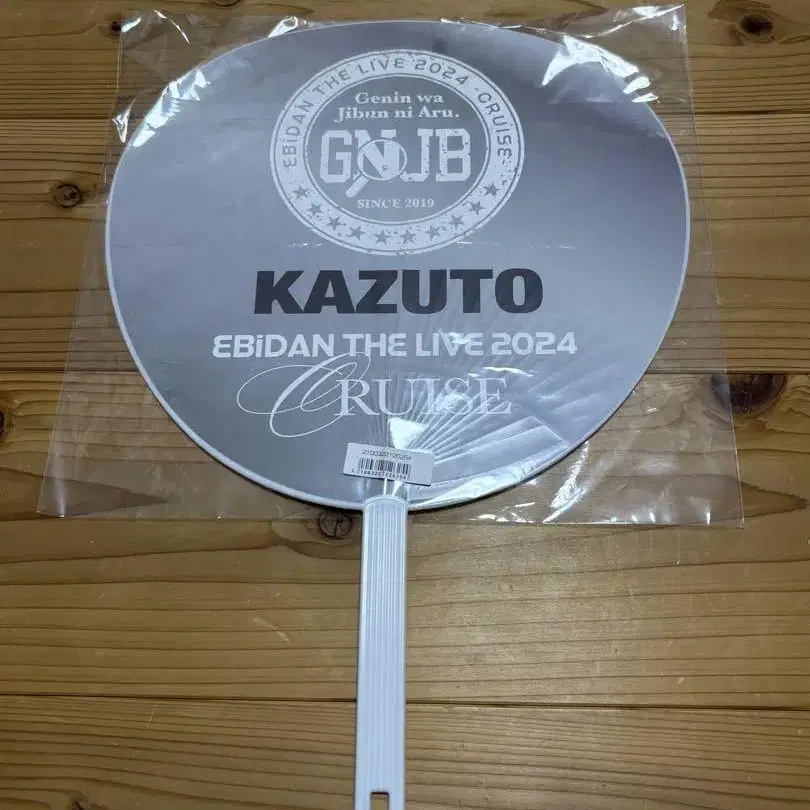 EBiDAN THE LIVE 2024 -CRUISE-
Genin wa
Jibun ni Aru.
GNJB
SINCE 2019
KAZUTO
EBiDAN THE LIVE 2024
CRUISE